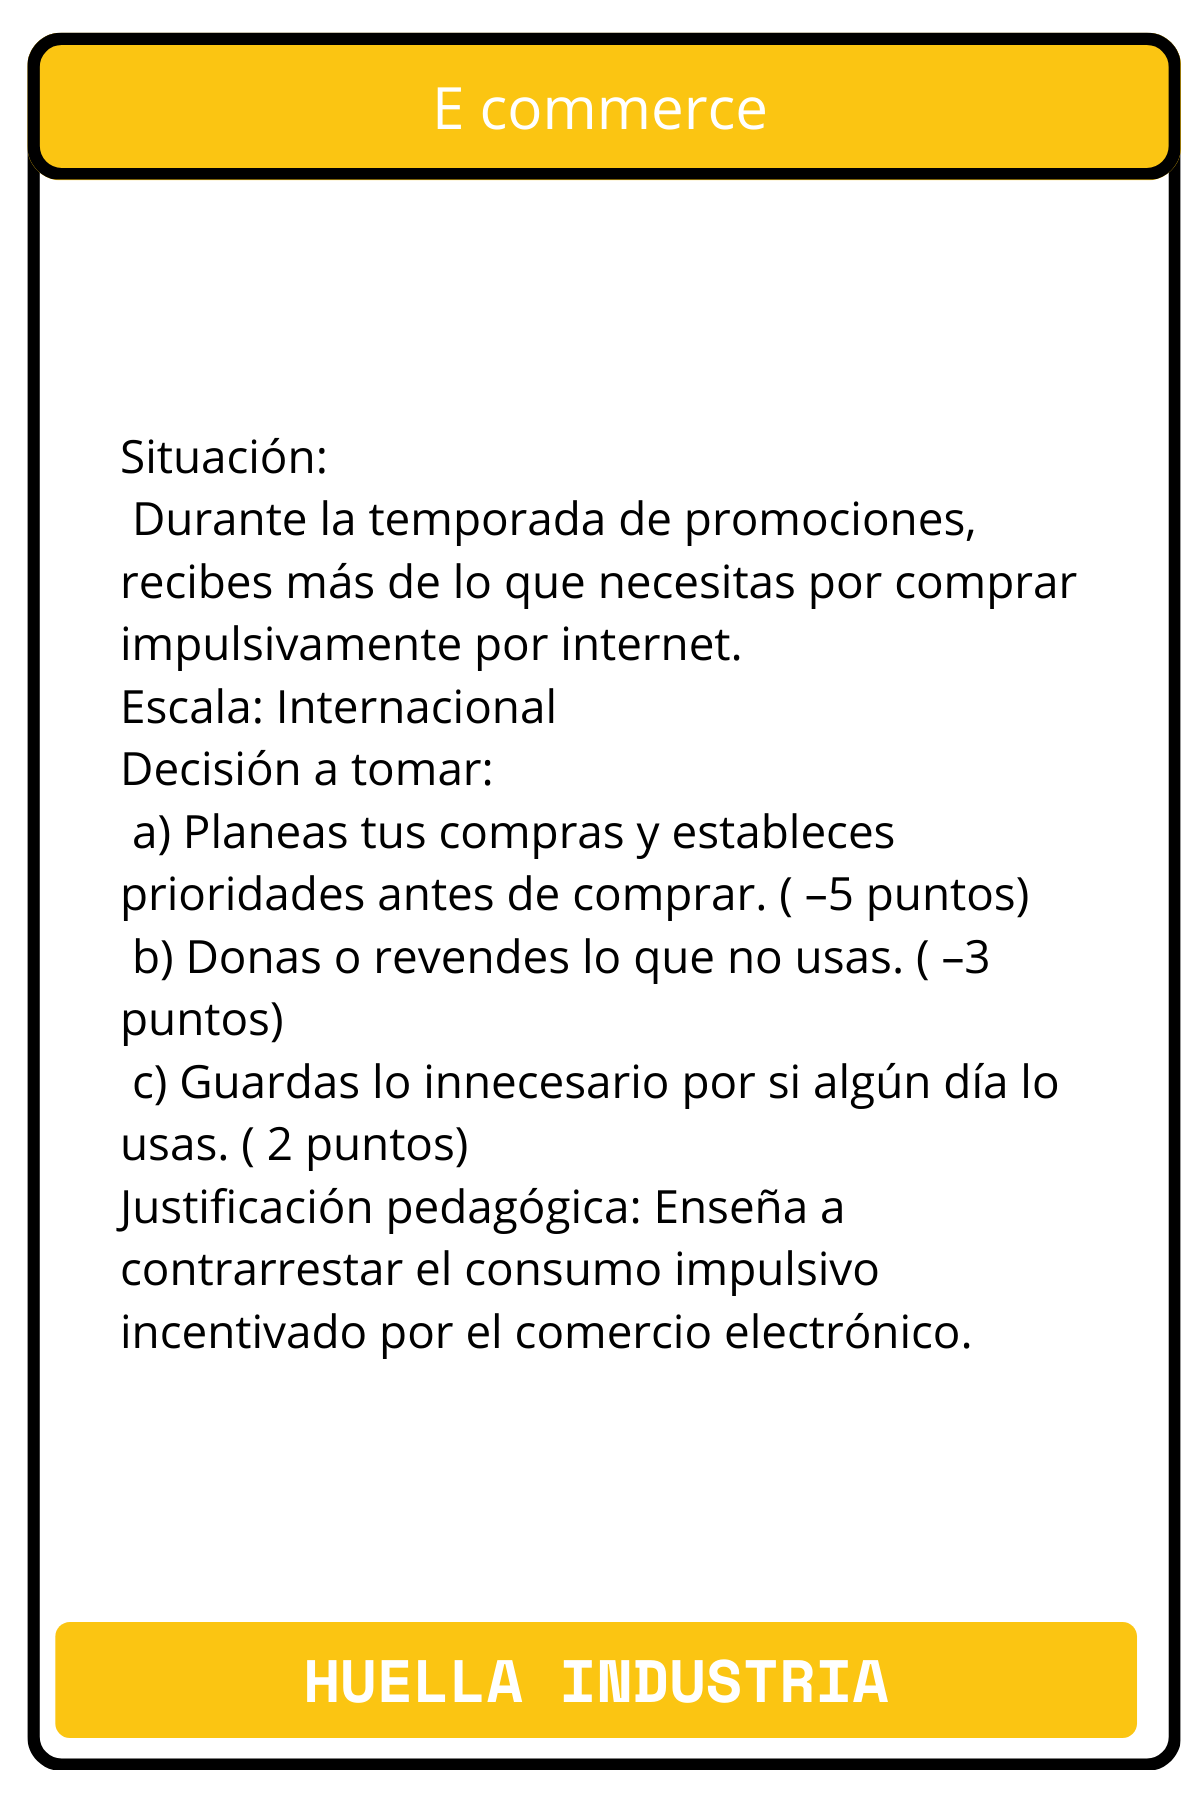 E commerce
Situación:
Durante la temporada de promociones,
recibes más de lo que necesitas por comprar
impulsivamente por internet.
Escala: Internacional
Decisión a tomar:
a) Planeas tus compras y estableces
prioridades antes de comprar. ( –5 puntos)
b) Donas o revendes lo que no usas. ( –3
puntos)
c) Guardas lo innecesario por si algún día lo
usas. ( 2 puntos)
Justificación pedagógica: Enseña a
contrarrestar el consumo impulsivo
incentivado por el comercio electrónico.
HUELLA INDUSTRIA